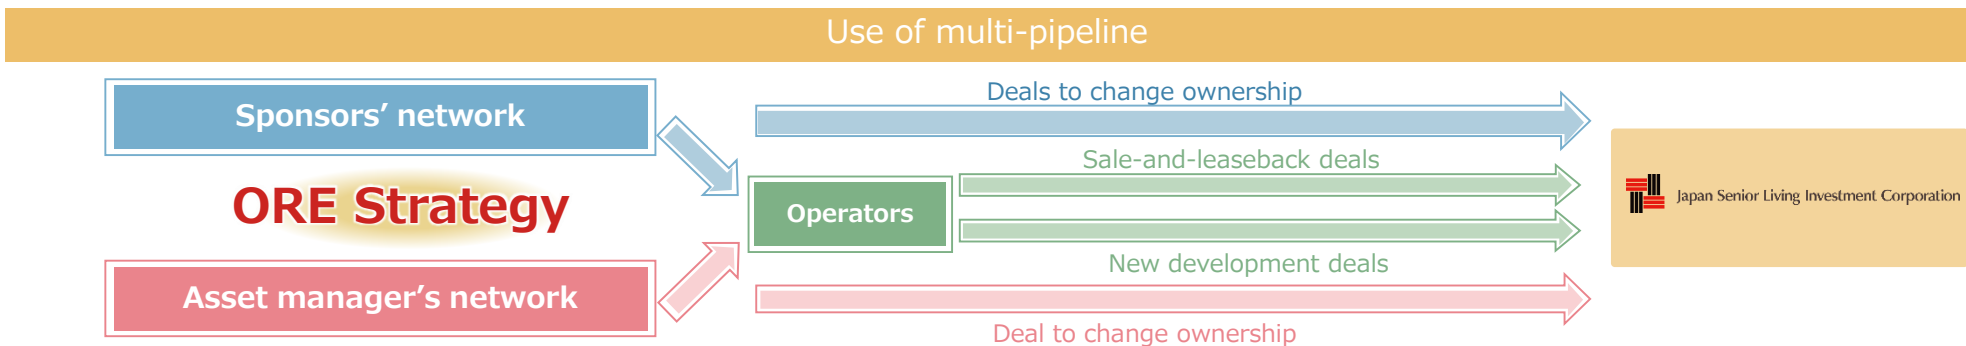 Use of multi-pipeline
Sponsors’ network
Deals to change ownership
Sale-and-leaseback deals
ORE Strategy
Operators
Japan Senior Living Investment Corporation
New development deals
Asset manager’s network
Deal to change ownership